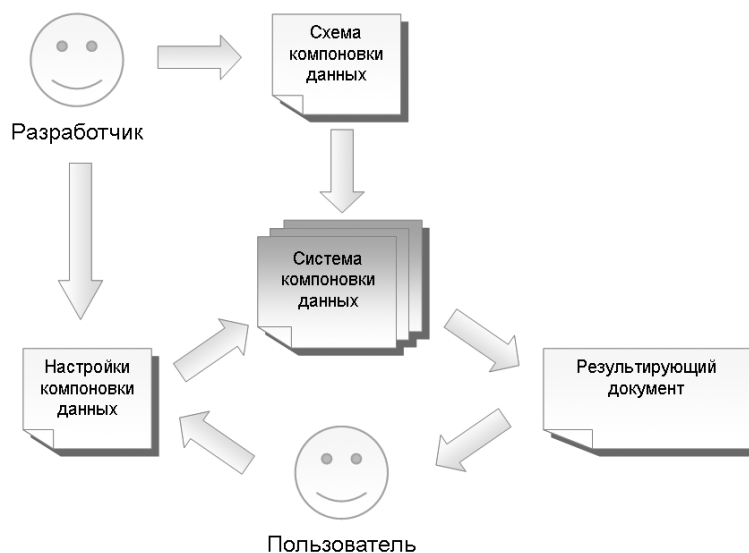 Схема
компоновки
данных
Разработчик
Система
компоновки
данных
Настройки
компоновки
данных
Результирующий
документ
Пользователь